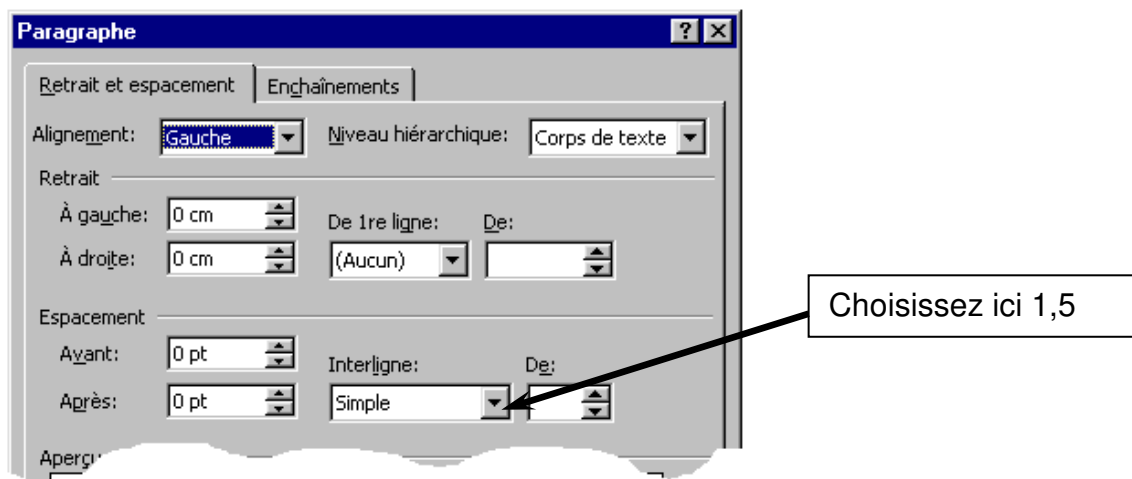 Paragraphe
Retrait et espacement Enchaînements
Alignement: Gauche Niveau hiérarchique: Corps de texte
Retrait
À gauche: 0 cm De 1re ligne: De:
À droite: 0 cm (Aucun)
Espacement
Avant: 0 pt Interligne: De:
Après: 0 pt Simple
Choisissez ici 1,5
Aperçu